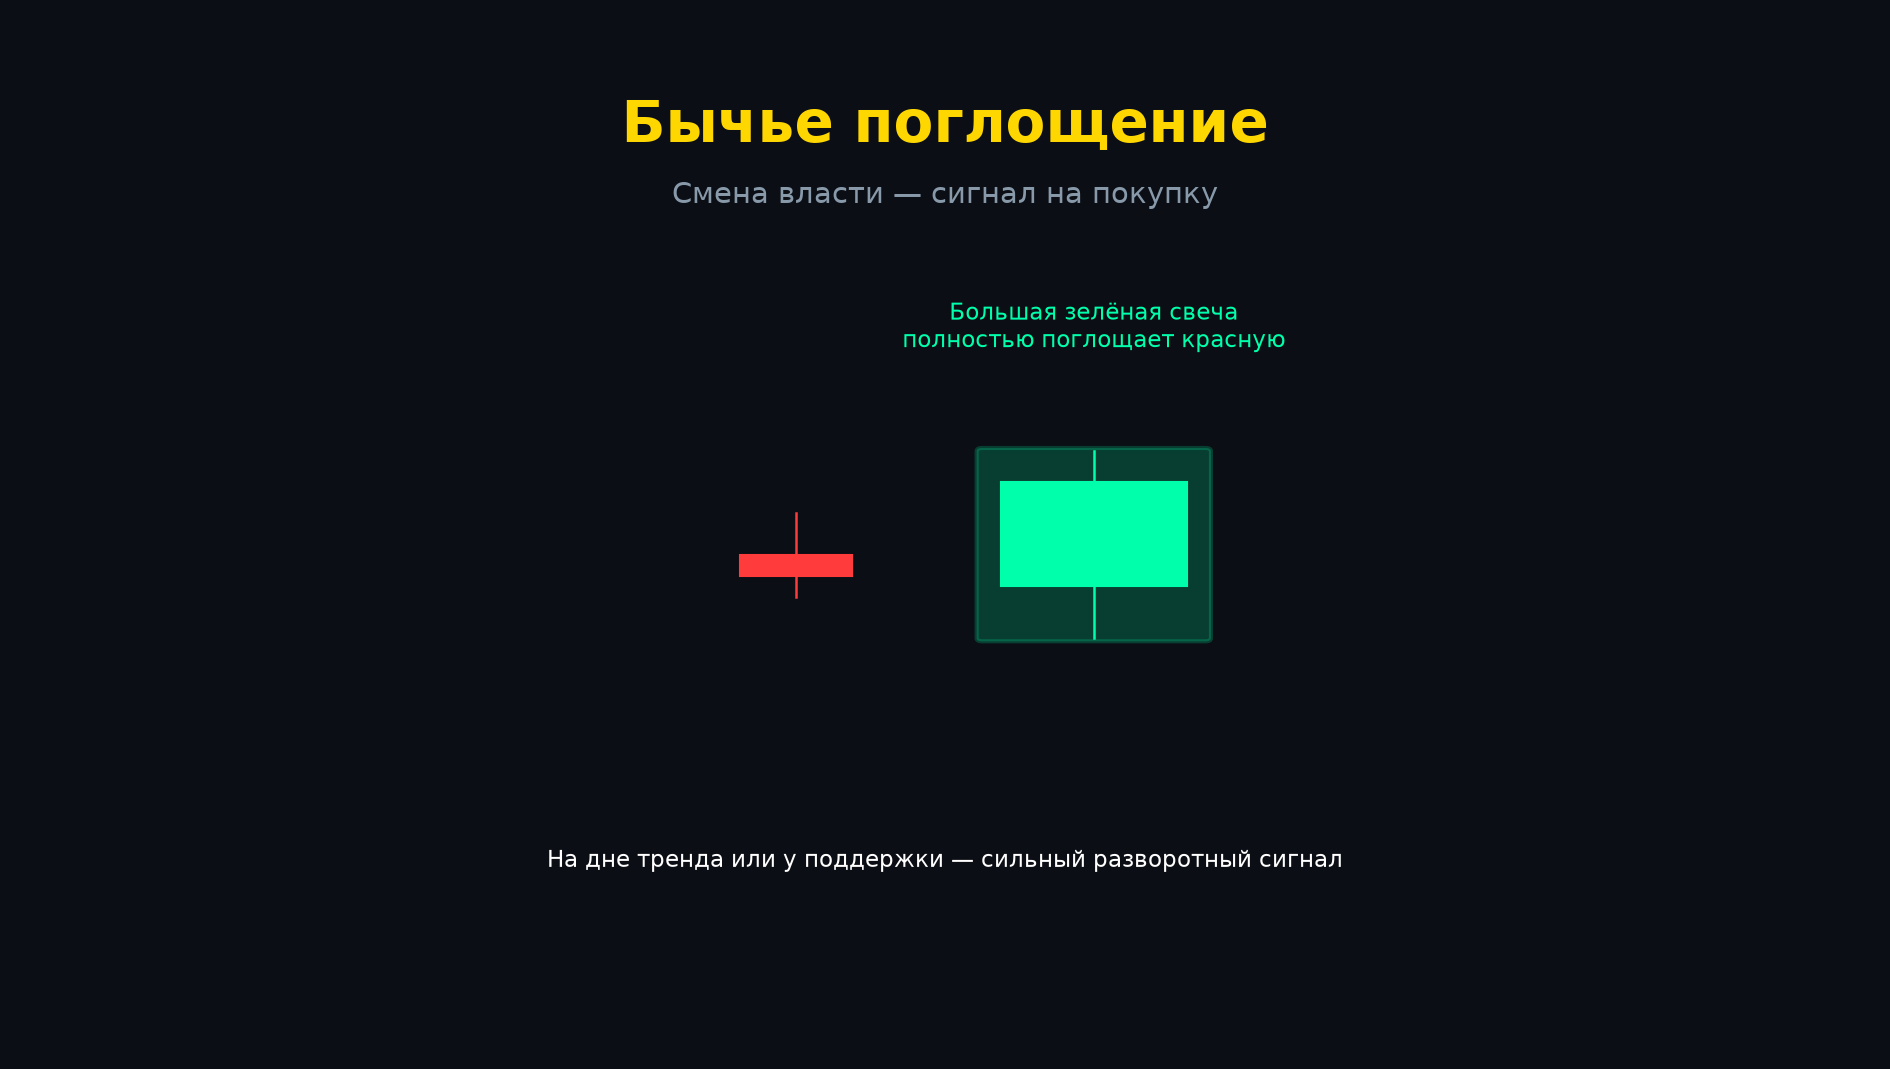 Бычье поглощение
Смена власти — сигнал на покупку
Большая зелёная свеча
полностью поглощает красную
На дне тренда или у поддержки — сильный разворотный сигнал